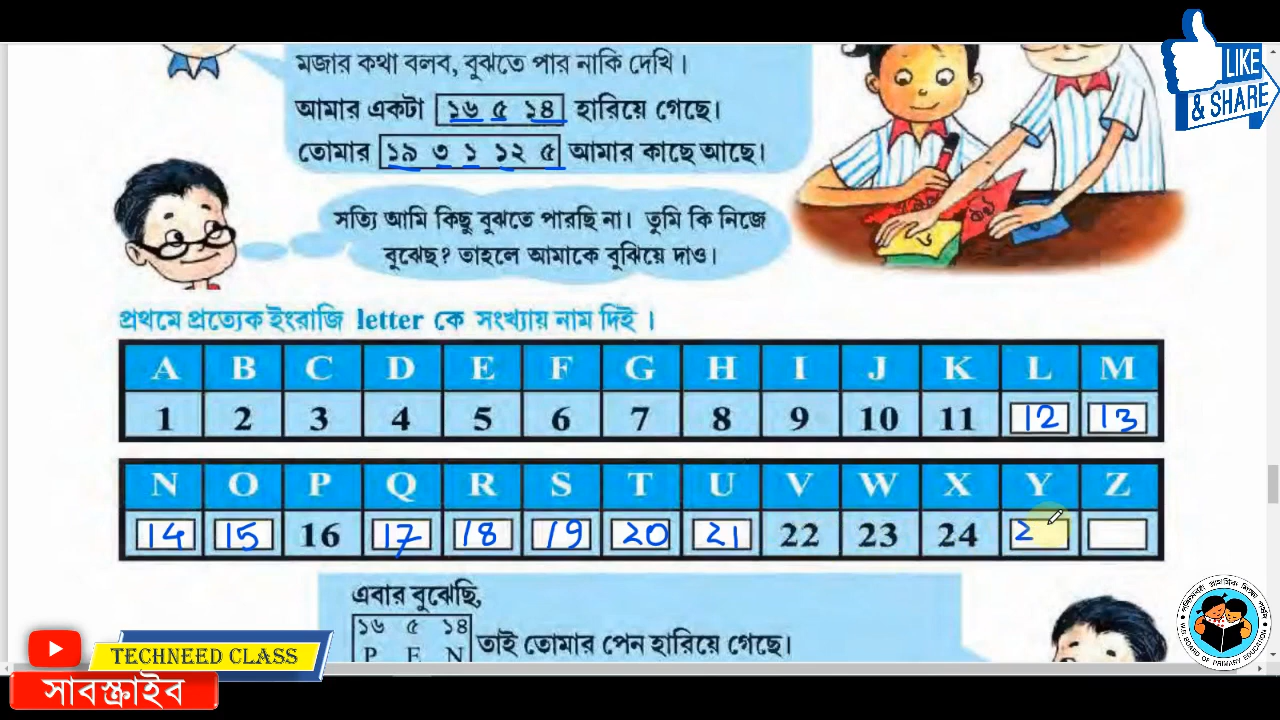 মজার কথা বলব, বুঝতে পার নাকি দেখি।
আমার একটা ১৬ ৫ ১৪ হারিয়ে গেছে।
তোমার ১৯ ৩ ১ ১২ ৫ আমার কাছে আছে।
সত্যি আমি কিছু বুঝতে পারছি না। তুমি কি নিজে
বুঝেছ? তাহলে আমাকে বুঝিয়ে দাও।
LIKE
& SHARE
প্রথমে প্রত্যেক ইংরাজি letter কে সংখ্যায় নাম দিই।
A B C D E F G H I J K L M
1 2 3 4 5 6 7 8 9 10 11 12 13
N O P Q R S T U V W X Y Z
14 15 16 17 18 19 20 21 22 23 24 2
এবার বুঝেছি,
১৬ ৫ ১৪
P E N তাই তোমার পেন হারিয়ে গেছে।
TECHNEED CLASS
সাবস্ক্রাইব